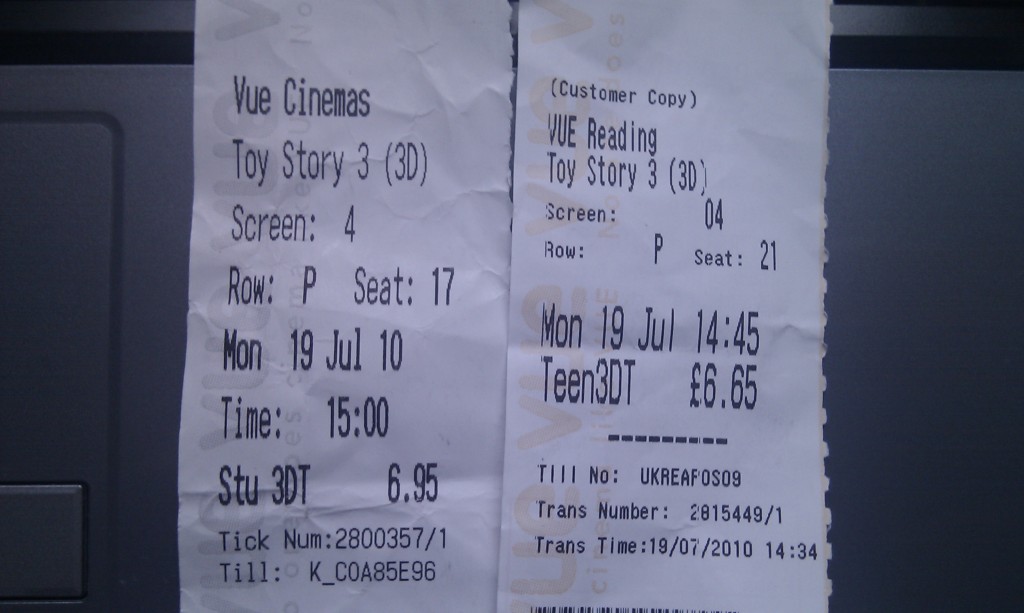 Vue Cinemas
Toy Story 3 (3D)
Screen: 4
Row: P Seat: 17
Mon 19 Jul 10
Time: 15:00
Stu 3DT 6.95
Tick Num:2800357/1
Till: K_COA85E96
(Customer Copy)
VUE Reading
Toy Story 3 (3D)
Screen: 04
Row: P Seat: 21
Mon 19 Jul 14:45
Teen3DT £6.65
Till No: UKREAPOS09
Trans Number: 2815449/1
Trans Time:19/07/2010 14:34